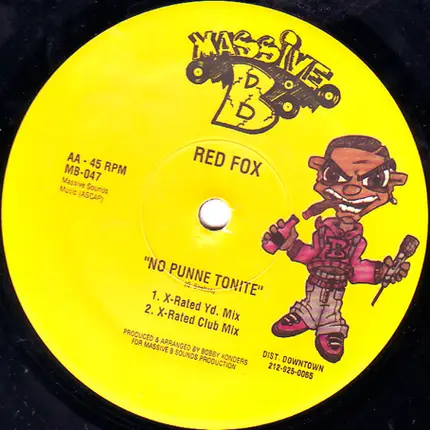 MASSIVE
B
RED FOX
AA - 45 RPM
MB-047
Massive Sounds
Music (ASCAP)
"NO PUNNE TONITE"
1. X-Rated Yd. Mix
2. X-Rated Club Mix
PRODUCED & ARRANGED BY BOBBY KONDERS
FOR MASSIVE B SOUNDS PRODUCTION
DIST. DOWNTOWN
212-925-0065